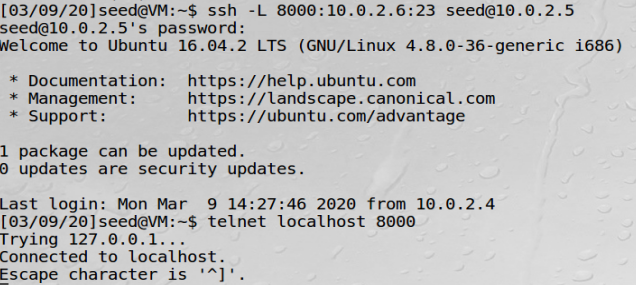 [03/09/20]seed@VM:~$ ssh -L 8000:10.0.2.6:23 seed@10.0.2.5
seed@10.0.2.5's password:
Welcome to Ubuntu 16.04.2 LTS (GNU/Linux 4.8.0-36-generic i686)
* Documentation:  https://help.ubuntu.com
* Management:     https://landscape.canonical.com
* Support:        https://ubuntu.com/advantage
1 package can be updated.
0 updates are security updates.
Last login: Mon Mar  9 14:27:46 2020 from 10.0.2.4
[03/09/20]seed@VM:~$ telnet localhost 8000
Trying 127.0.0.1...
Connected to localhost.
Escape character is '^]'.